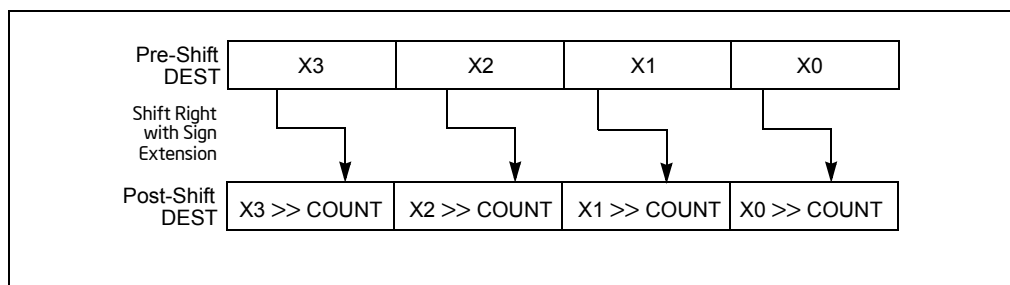 Pre-Shift
DEST
X3 X2 X1 X0
Shift Right
with Sign
Extension
Post-Shift
DEST
X3 >> COUNT X2 >> COUNT X1 >> COUNT X0 >> COUNT